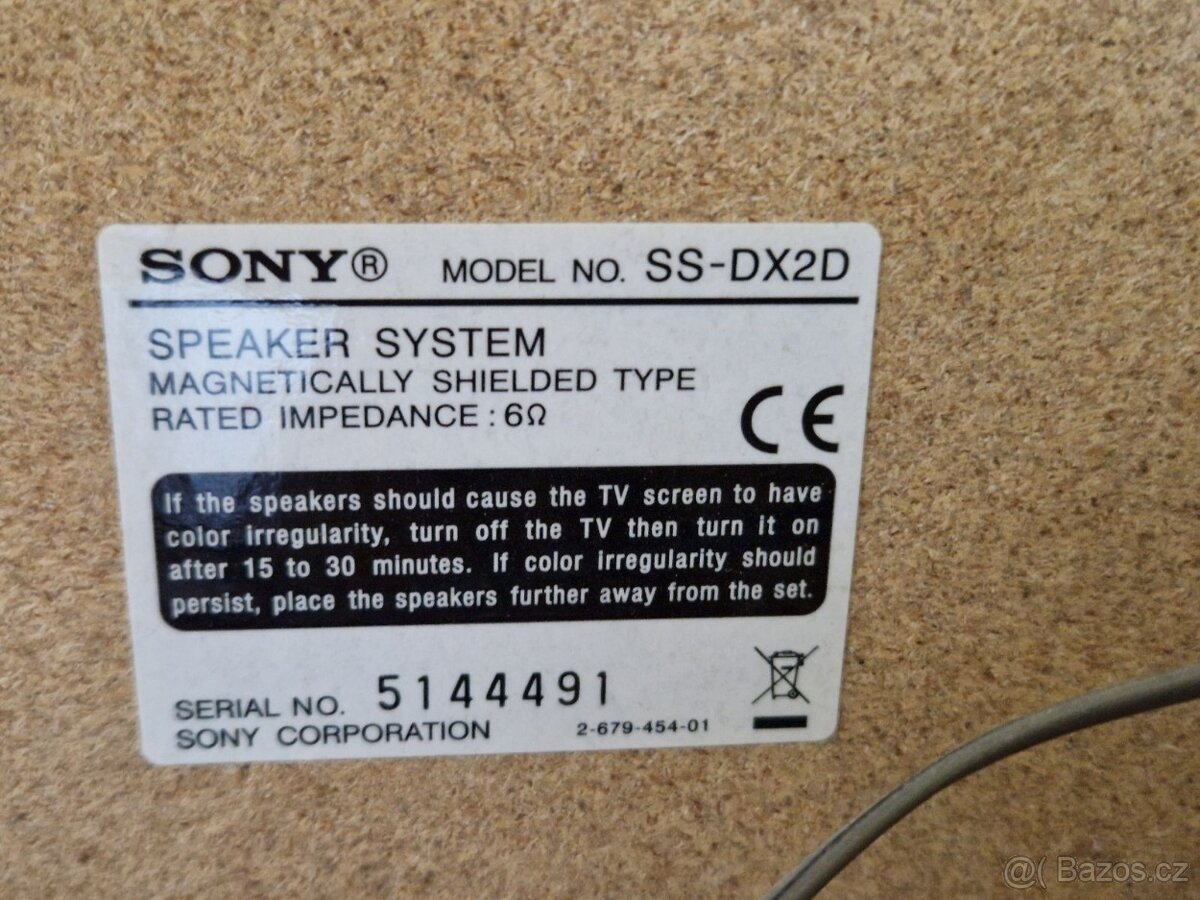 SONY® MODEL NO. SS-DX2D
SPEAKER SYSTEM
MAGNETICALLY SHIELDED TYPE
RATED IMPEDANCE : 6Ω
CE
If the speakers should cause the TV screen to have
color irregularity, turn off the TV then turn it on
after 15 to 30 minutes. If color irregularity should
persist, place the speakers further away from the set.
SERIAL NO. 5144491
SONY CORPORATION 2-679-454-01
@( Bazos.cz